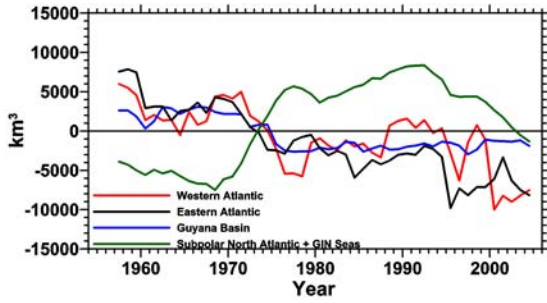 15000
10000
5000
0
-5000
-10000
-15000
km³
Western Atlantic
Eastern Atlantic
Guyana Basin
Subpolar North Atlantic + GIN Seas
1960 1970 1980 1990 2000
Year